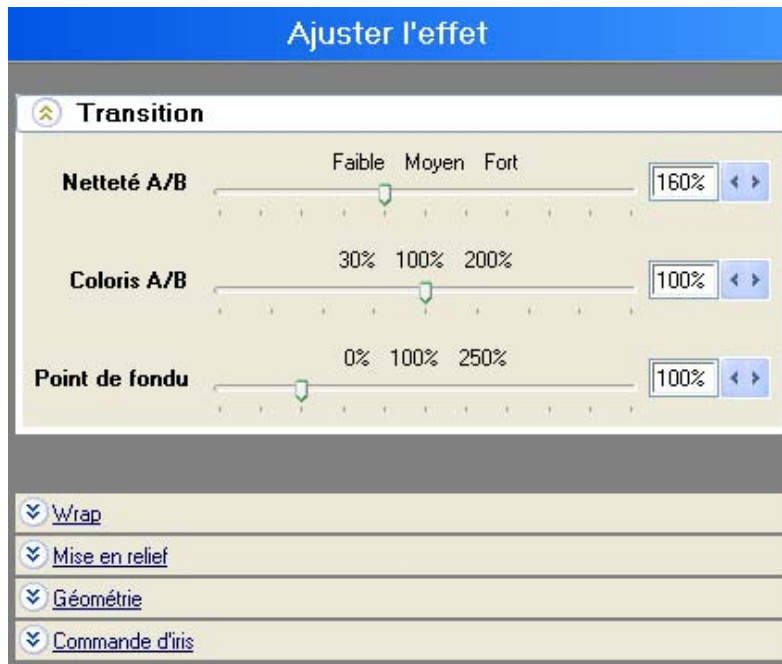 Ajuster l'effet
Transition
Faible Moyen Fort
Netteté A/B 160%
30% 100% 200%
Coloris A/B 100%
0% 100% 250%
Point de fondu 100%
Wrap
Mise en relief
Géométrie
Commande d'iris